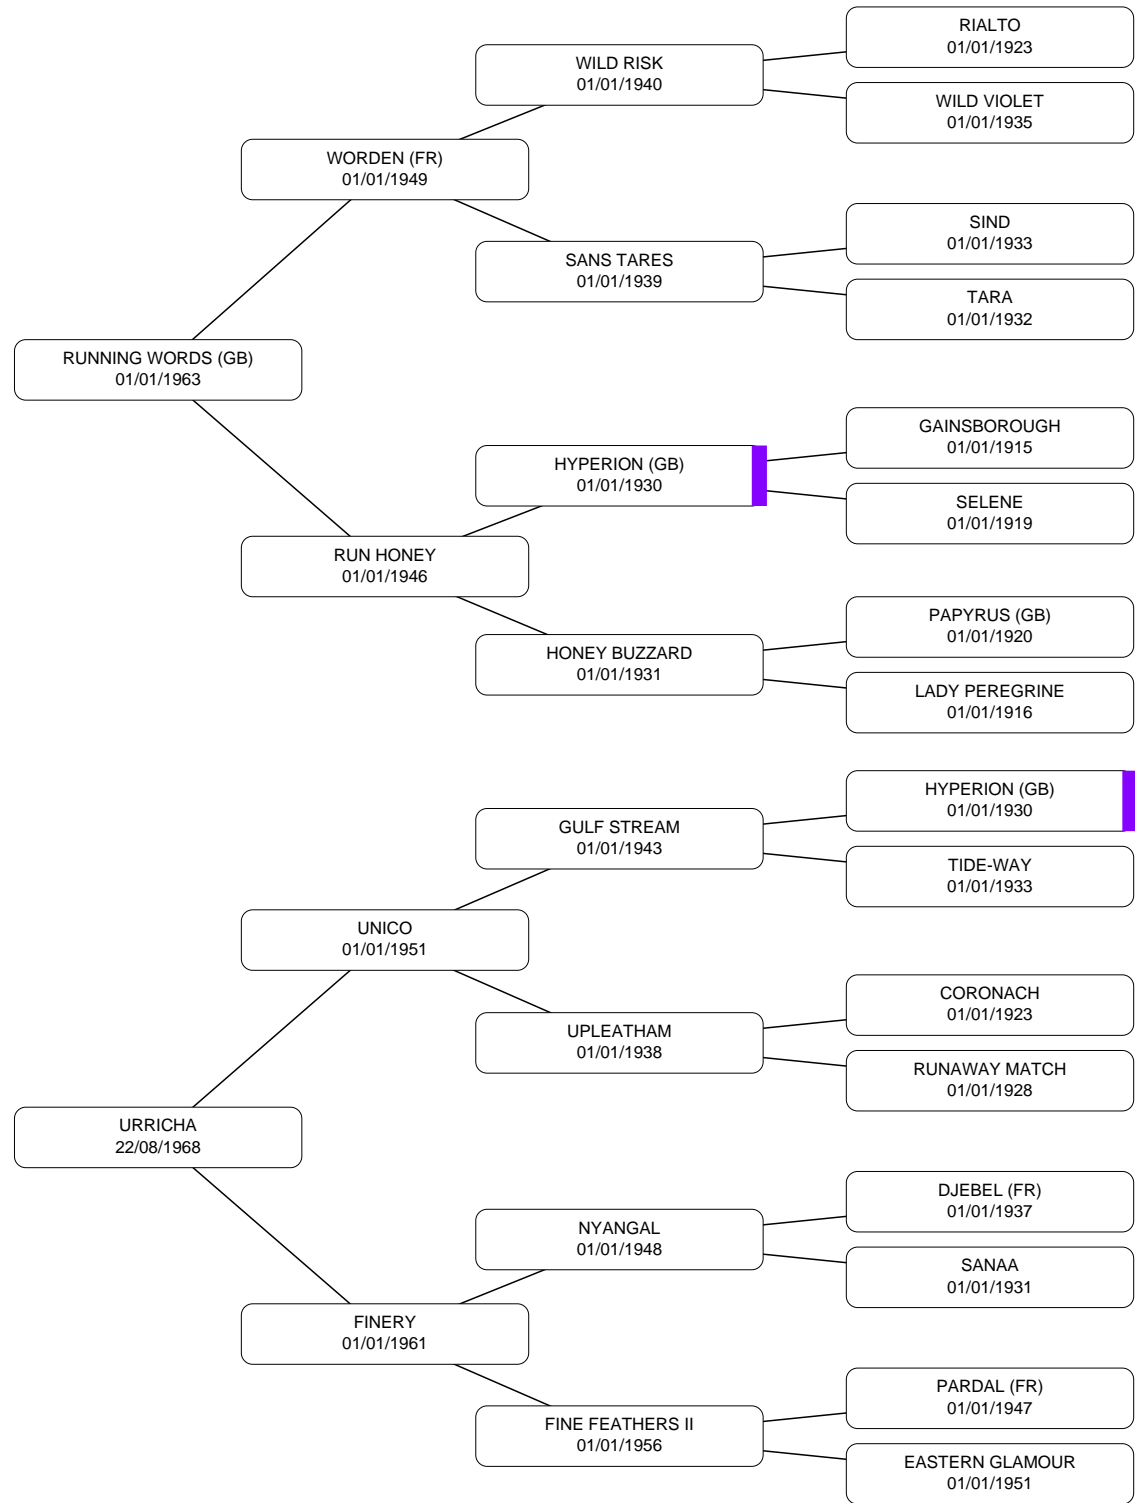 RIALTO
01/01/1923
WILD RISK
01/01/1940
WILD VIOLET
01/01/1935
WORDEN (FR)
01/01/1949
SIND
01/01/1933
SANS TARES
01/01/1939
TARA
01/01/1932
RUNNING WORDS (GB)
01/01/1963
GAINSBOROUGH
01/01/1915
HYPERION (GB)
01/01/1930
SELENE
01/01/1919
RUN HONEY
01/01/1946
PAPYRUS (GB)
01/01/1920
HONEY BUZZARD
01/01/1931
LADY PEREGRINE
01/01/1916
HYPERION (GB)
01/01/1930
GULF STREAM
01/01/1943
TIDE-WAY
01/01/1933
UNICO
01/01/1951
CORONACH
01/01/1923
UPLEATHAM
01/01/1938
RUNAWAY MATCH
01/01/1928
URRICHA
22/08/1968
DJEBEL (FR)
01/01/1937
NYANGAL
01/01/1948
SANAA
01/01/1931
FINERY
01/01/1961
PARDAL (FR)
01/01/1947
FINE FEATHERS II
01/01/1956
EASTERN GLAMOUR
01/01/1951